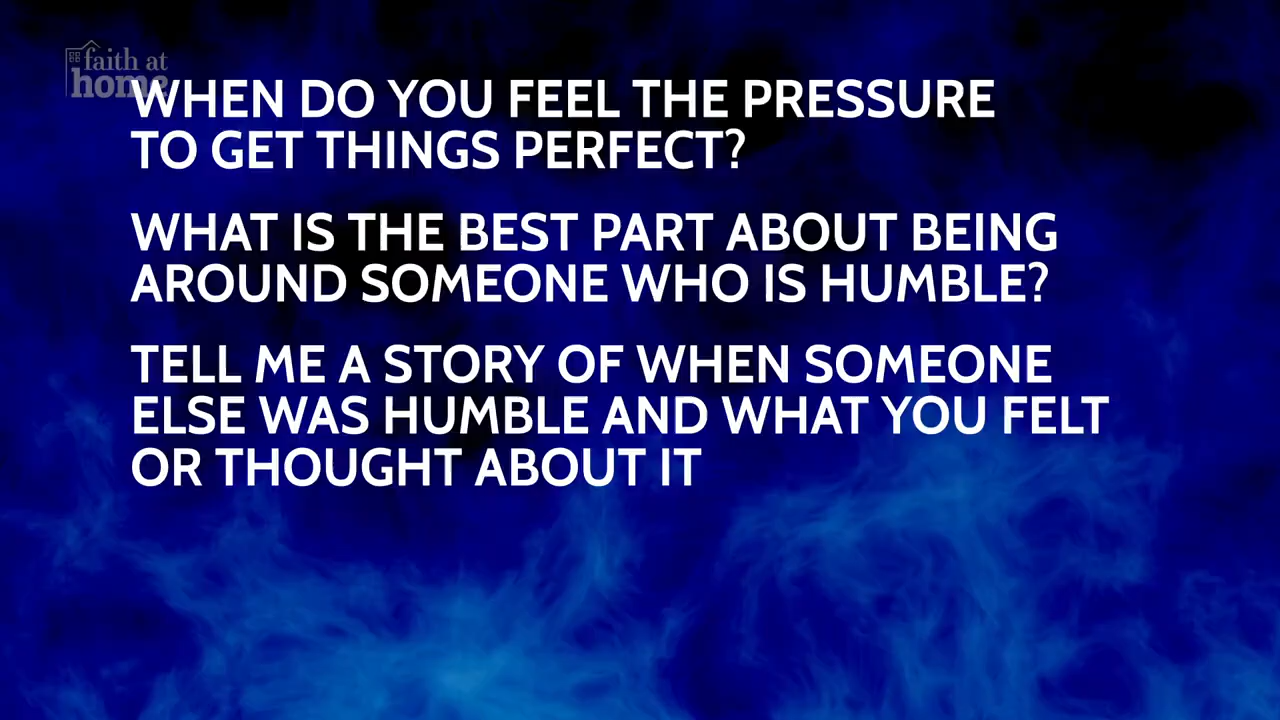 faith at
home
WHEN DO YOU FEEL THE PRESSURE
TO GET THINGS PERFECT?
WHAT IS THE BEST PART ABOUT BEING
AROUND SOMEONE WHO IS HUMBLE?
TELL ME A STORY OF WHEN SOMEONE
ELSE WAS HUMBLE AND WHAT YOU FELT
OR THOUGHT ABOUT IT